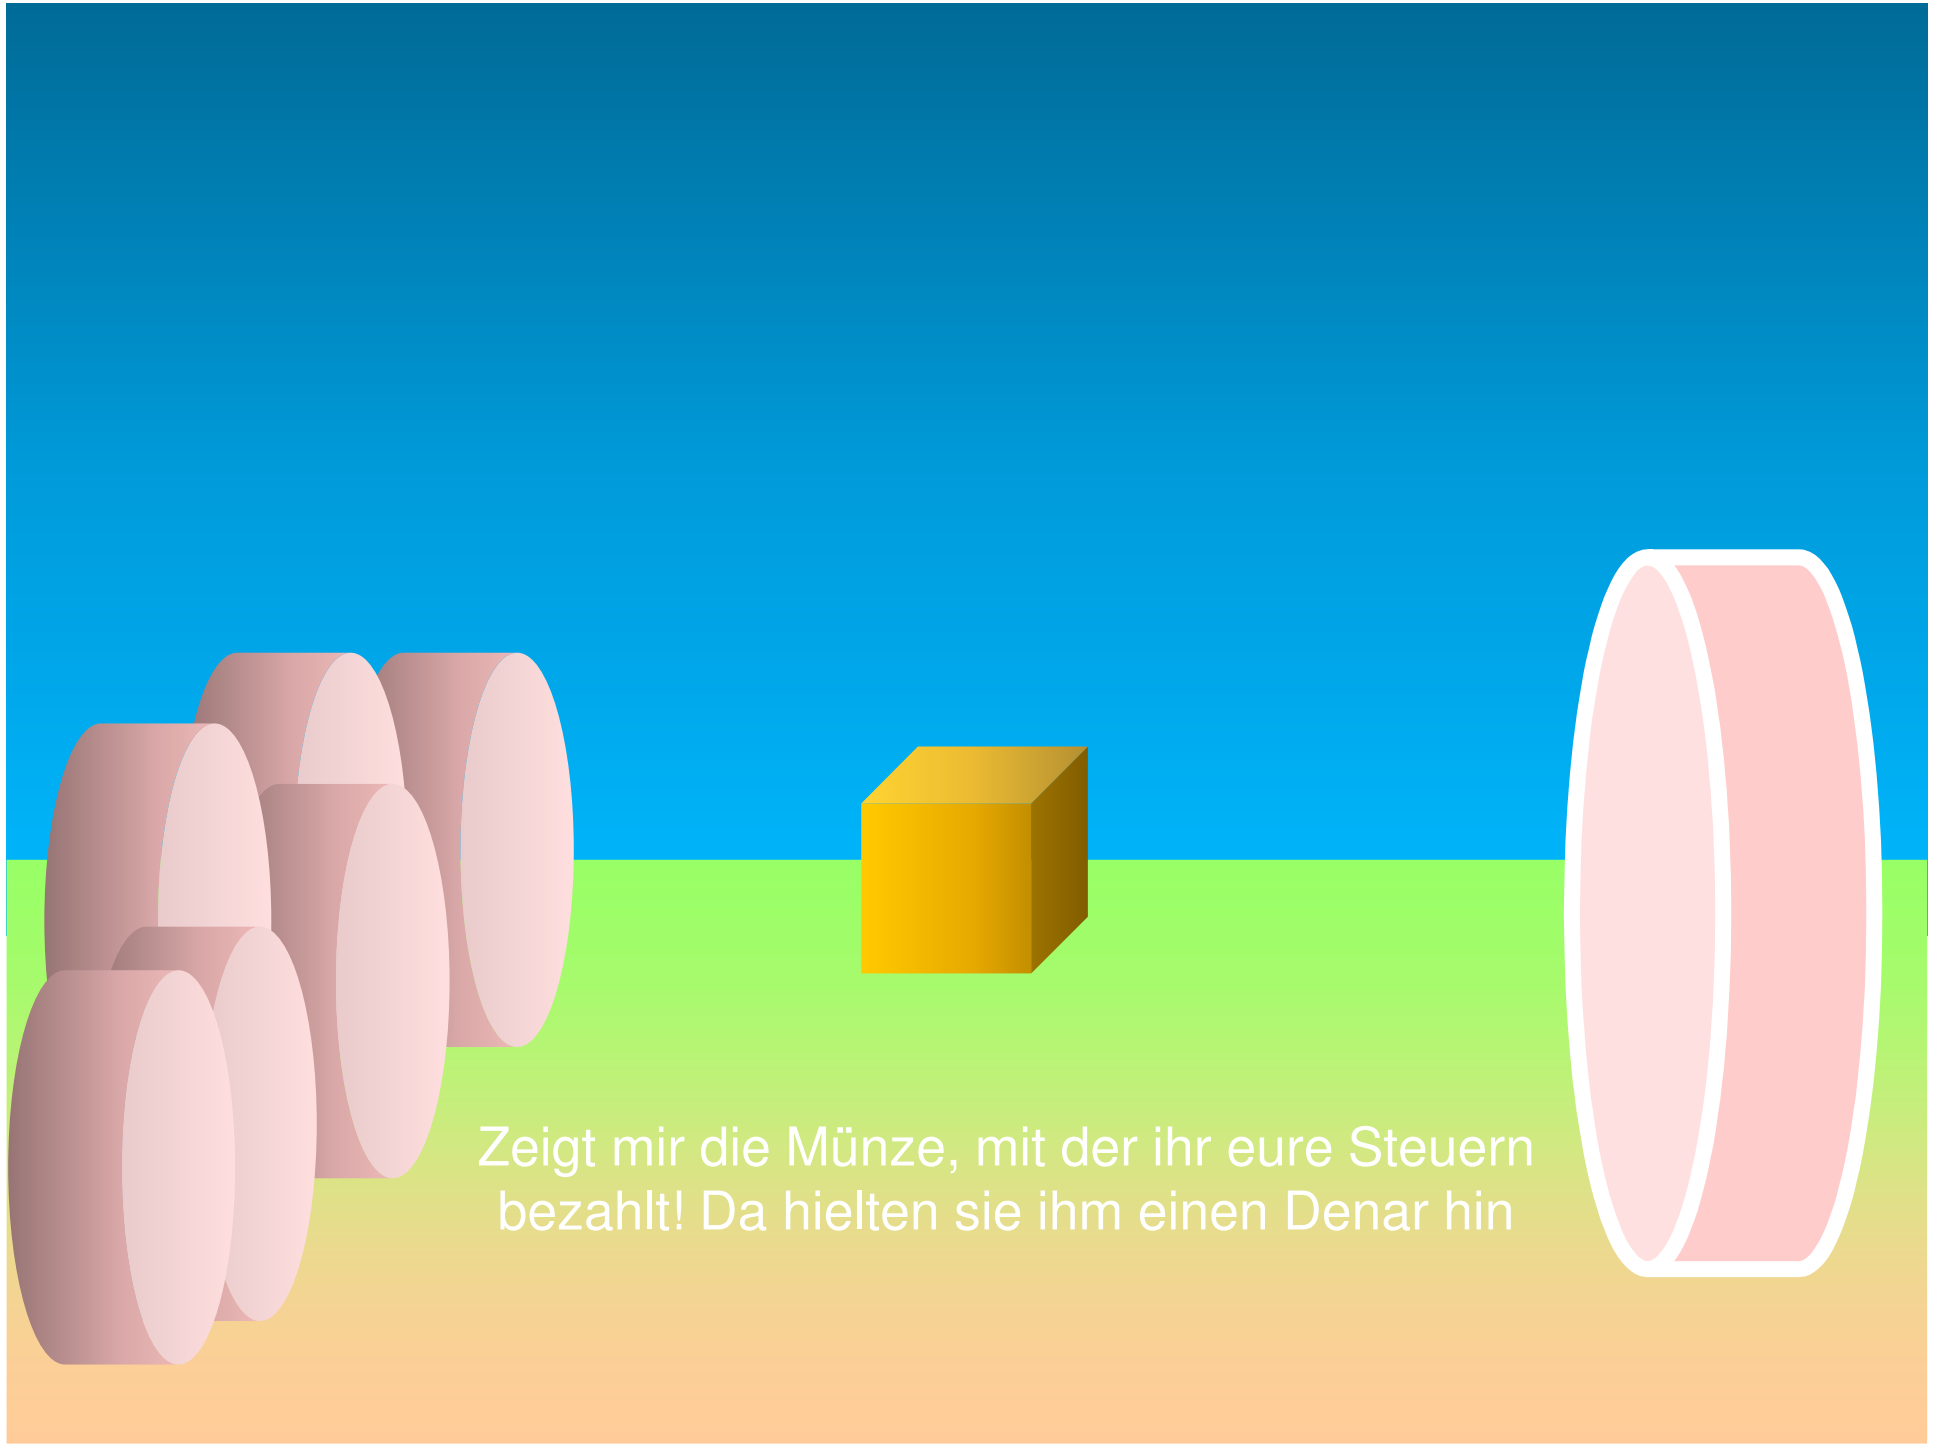 Zeigt mir die Münze, mit der ihr eure Steuern
bezahlt! Da hielten sie ihm einen Denar hin